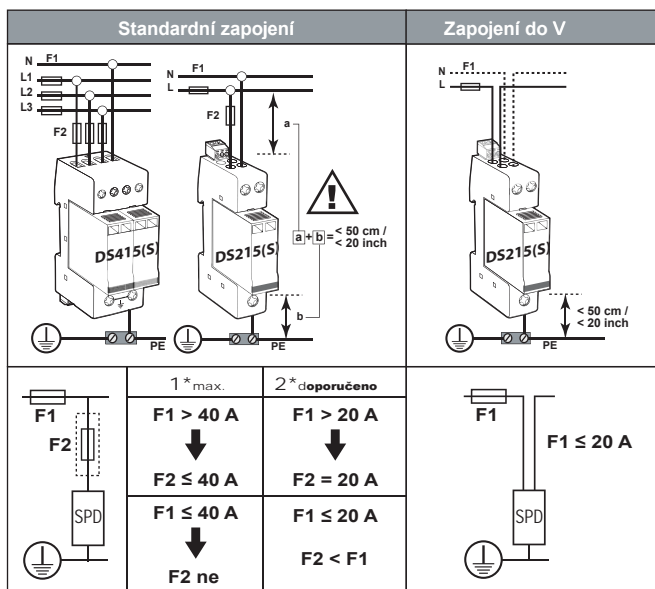 Standardní zapojení
Zapojení do V
N F1
L1
L2
L3
F2
DS415(S)
PE
N F1
L
F2
a
a + b = < 50 cm /
< 20 inch
DS215(S)
b
N F1
L
DS215(S)
< 50 cm /
< 20 inch
PE
F1
F2
SPD
1*max.
F1 > 40 A
F2 ≤ 40 A
F1 ≤ 40 A
F2 ne
2*doporučeno
F1 > 20 A
F2 = 20 A
F1 ≤ 20 A
F2 < F1
F1
F1 ≤ 20 A
SPD